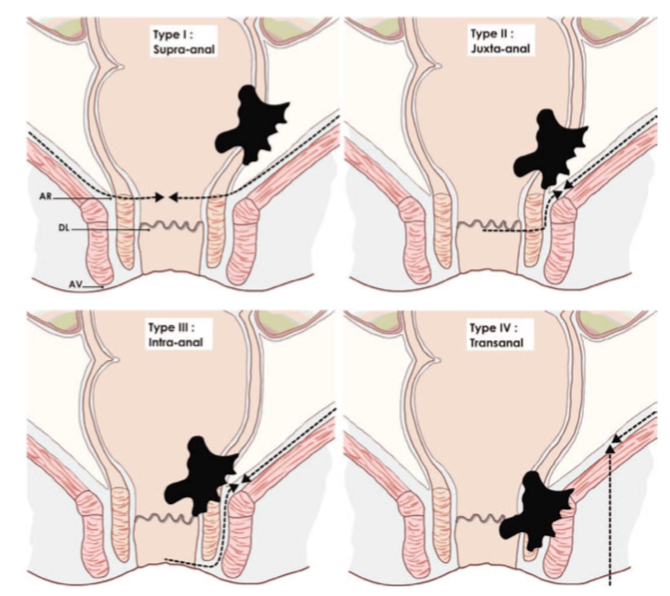 Type I :
Supra-anal
Type II :
Juxta-anal
AR
DL
AV
Type III :
Intra-anal
Type IV :
Transanal